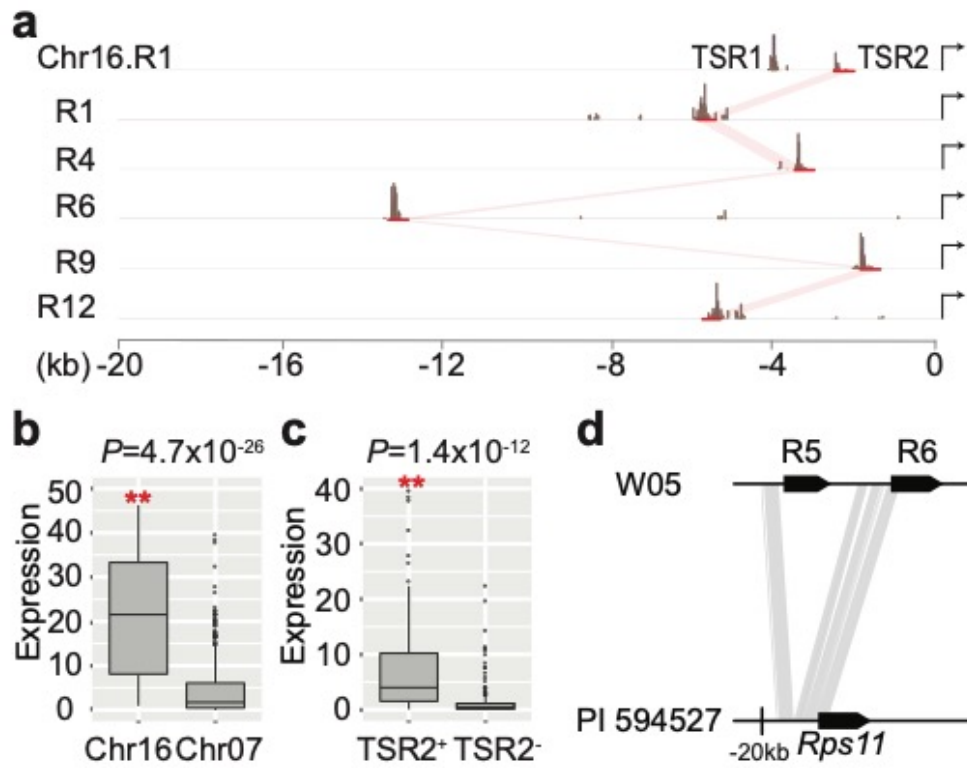 a
Chr16.R1 TSR1 TSR2
R1
R4
R6
R9
R12
(kb) -20 -16 -12 -8 -4 0
b
P=4.7x10⁻²⁶
Expression
50
40
30
20
10
0
**
Chr16 Chr07
c
P=1.4x10⁻¹²
Expression
40
30
20
10
0
**
TSR2⁺ TSR2⁻
d
R5 R6
W05
PI 594527
-20kb Rps11